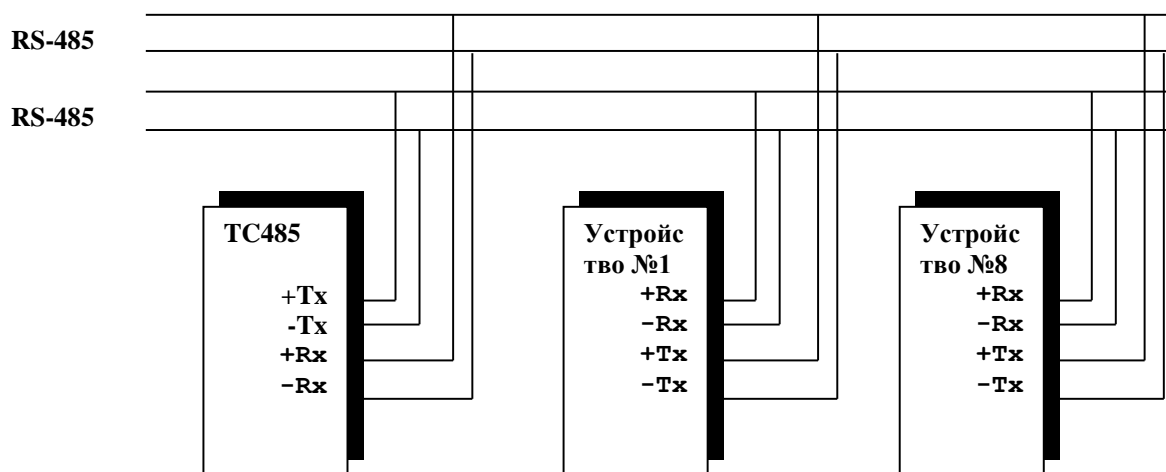 RS-485
RS-485
TC485
+Tx
-Tx
+Rx
-Rx
Устройс
тво №1
+Rx
-Rx
+Tx
-Tx
Устройс
тво №8
+Rx
-Rx
+Tx
-Tx